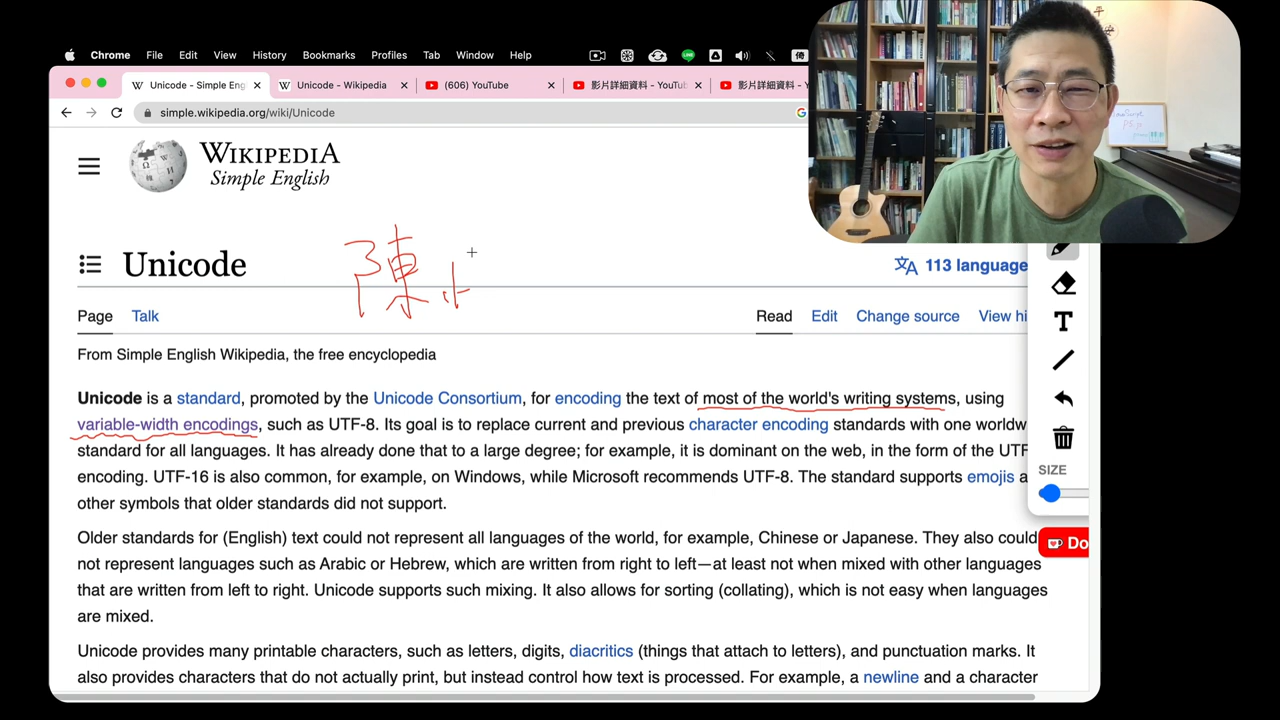 Chrome File Edit View History Bookmarks Profiles Tab Window Help
Unicode - Simple Eng Unicode - Wikipedia (606) YouTube 影片詳細資料 - YouTub 影片詳細資料 - Y
simple.wikipedia.org/wiki/Unicode
WIKIPEDIA
Simple English
陳小
Unicode
113 language
Page Talk Read Edit Change source View hi
From Simple English Wikipedia, the free encyclopedia
Unicode is a standard, promoted by the Unicode Consortium, for encoding the text of most of the world's writing systems, using
variable-width encodings, such as UTF-8. Its goal is to replace current and previous character encoding standards with one worldw
standard for all languages. It has already done that to a large degree; for example, it is dominant on the web, in the form of the UTF
encoding. UTF-16 is also common, for example, on Windows, while Microsoft recommends UTF-8. The standard supports emojis a
other symbols that older standards did not support.
Older standards for (English) text could not represent all languages of the world, for example, Chinese or Japanese. They also could
not represent languages such as Arabic or Hebrew, which are written from right to left—at least not when mixed with other languages
that are written from left to right. Unicode supports such mixing. It also allows for sorting (collating), which is not easy when languages
are mixed.
Unicode provides many printable characters, such as letters, digits, diacritics (things that attach to letters), and punctuation marks. It
also provides characters that do not actually print, but instead control how text is processed. For example, a newline and a character
T
SIZE
Do